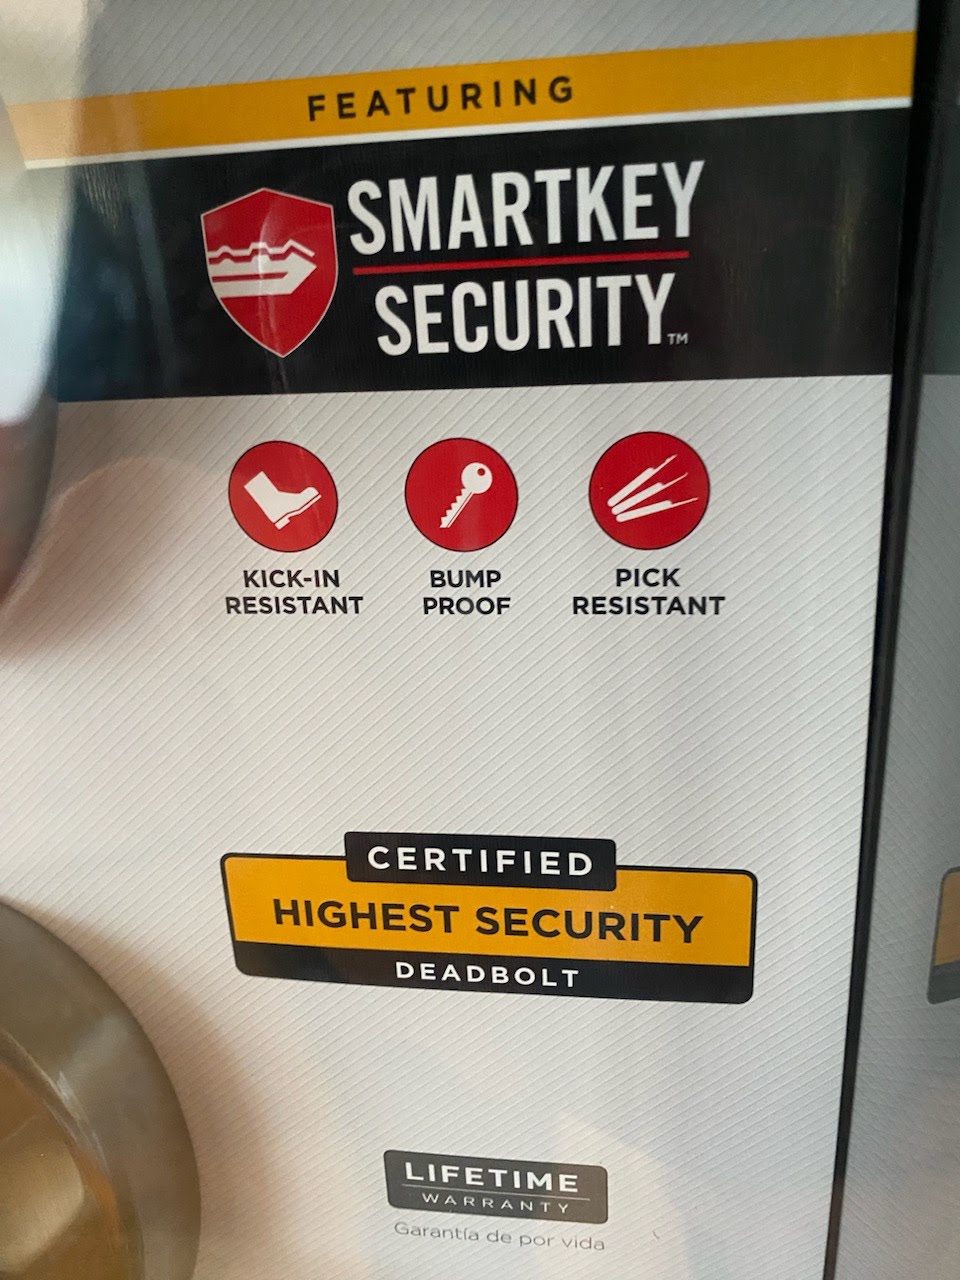 FEATURING
SMARTKEY
SECURITY™
KICK-IN
RESISTANT
BUMP
PROOF
PICK
RESISTANT
CERTIFIED
HIGHEST SECURITY
DEADBOLT
LIFETIME
WARRANTY
Garantía de por vida